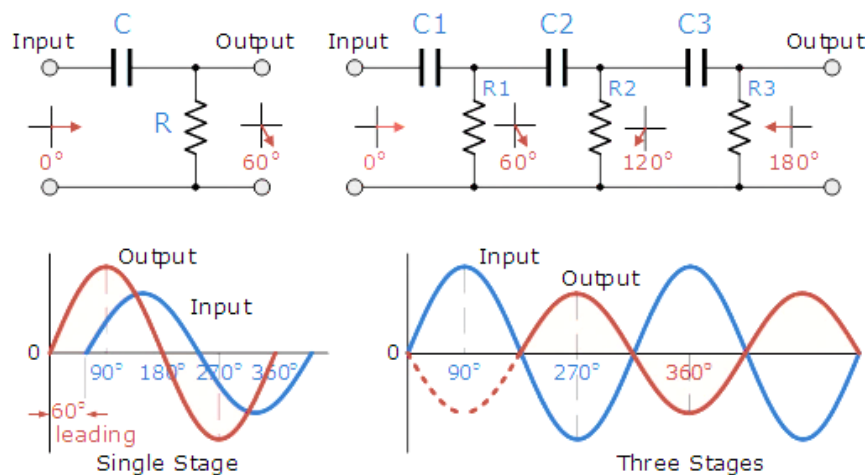 C
Input
Output
R
0°
60°
C1
C2
C3
Input
Output
R1
R2
R3
0°
60°
120°
180°
Output
Input
0
90°
180°
270°
360°
60°
leading
Single Stage
Input
Output
0
90°
270°
360°
Three Stages